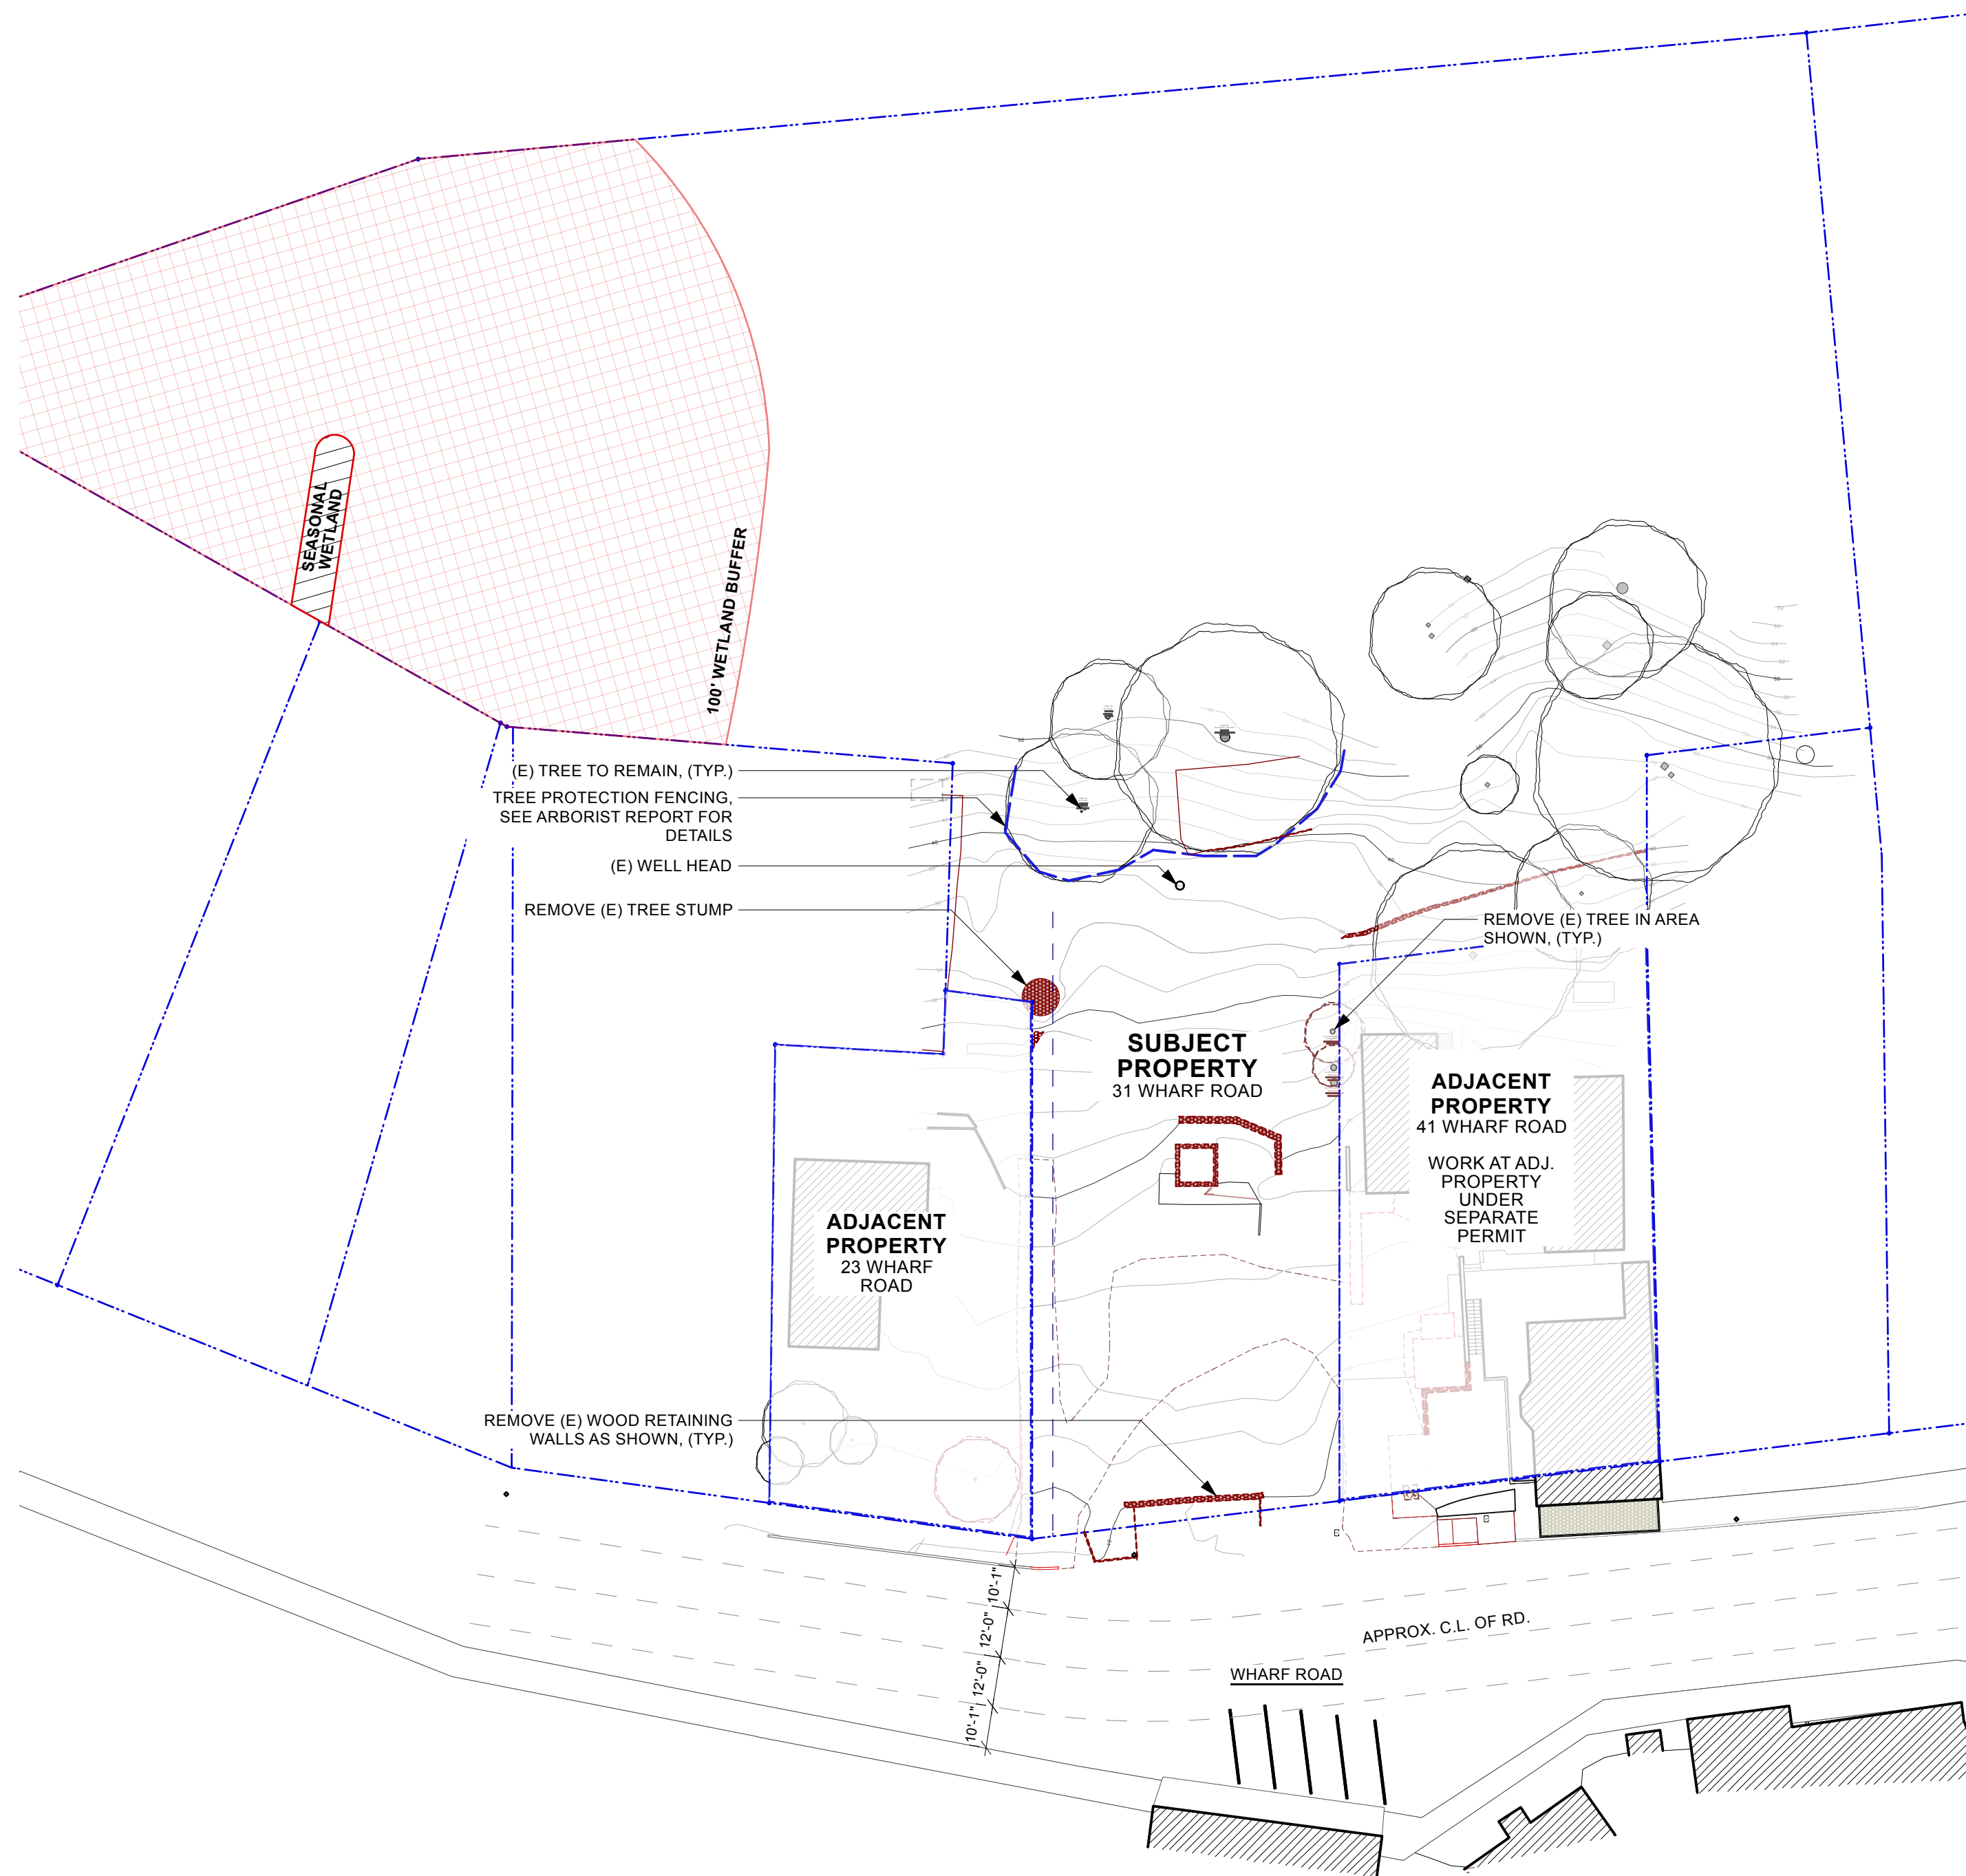 SEASONAL
WETLAND
100' WETLAND BUFFER
(E) TREE TO REMAIN, (TYP.)
TREE PROTECTION FENCING,
SEE ARBORIST REPORT FOR
DETAILS
(E) WELL HEAD
REMOVE (E) TREE STUMP
REMOVE (E) TREE IN AREA
SHOWN, (TYP.)
SUBJECT
PROPERTY
31 WHARF ROAD
ADJACENT
PROPERTY
41 WHARF ROAD
WORK AT ADJ.
PROPERTY
UNDER
SEPARATE
PERMIT
ADJACENT
PROPERTY
23 WHARF
ROAD
REMOVE (E) WOOD RETAINING
WALLS AS SHOWN, (TYP.)
10'-1"
12'-0"
12'-0"
10'-1"
APPROX. C.L. OF RD.
WHARF ROAD